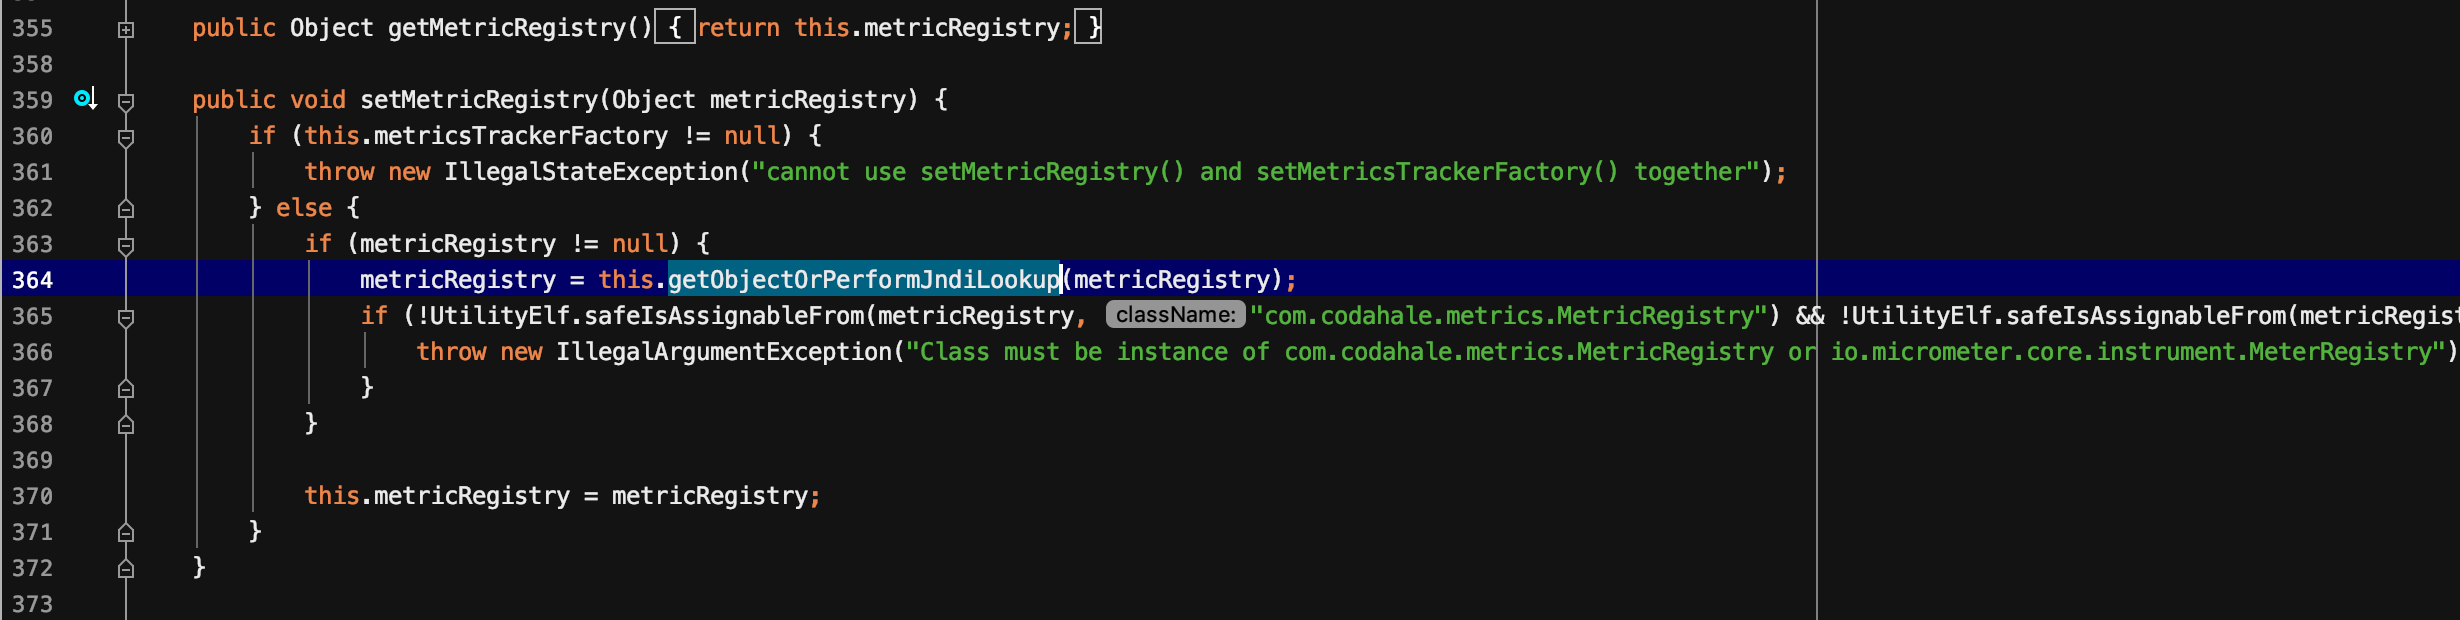 355 public Object getMetricRegistry() { return this.metricRegistry; }
358
359 public void setMetricRegistry(Object metricRegistry) {
360 if (this.metricsTrackerFactory != null) {
361 throw new IllegalStateException("cannot use setMetricRegistry() and setMetricsTrackerFactory() together");
362 } else {
363 if (metricRegistry != null) {
364 metricRegistry = this.getObjectOrPerformJndiLookup(metricRegistry);
365 if (!UtilityElf.safeIsAssignableFrom(metricRegistry, className: "com.codahale.metrics.MetricRegistry") && !UtilityElf.safeIsAssignableFrom(metricRegist
366 throw new IllegalArgumentException("Class must be instance of com.codahale.metrics.MetricRegistry or io.micrometer.core.instrument.MeterRegistry")
367 }
368 }
369
370 this.metricRegistry = metricRegistry;
371 }
372 }
373